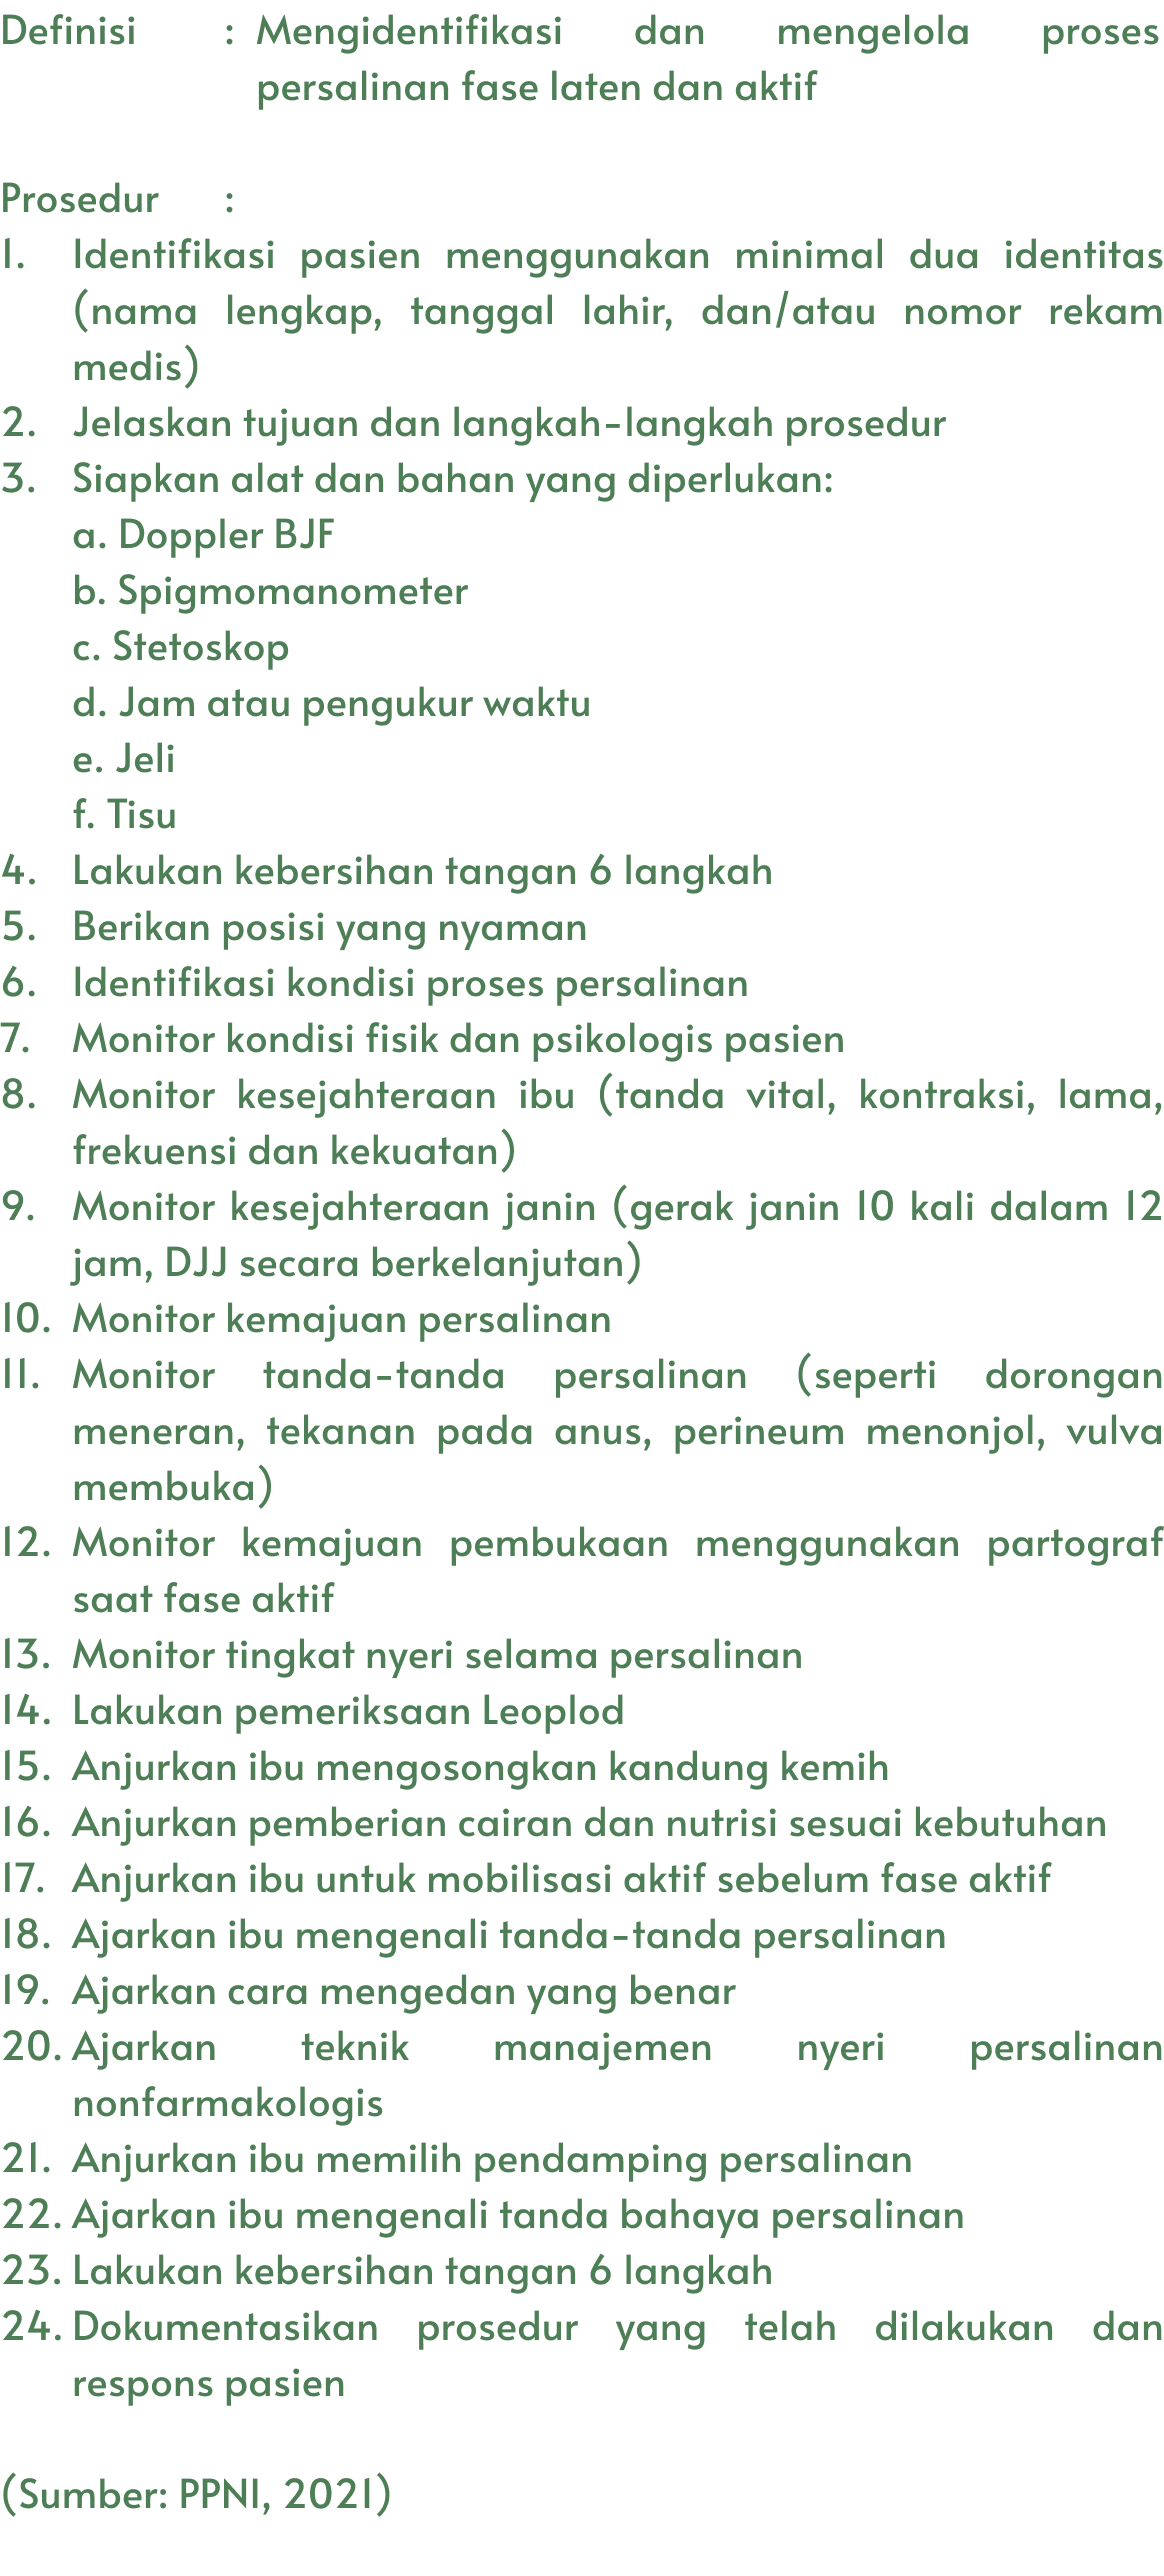 Definisi : Mengidentifikasi dan mengelola proses
persalinan fase laten dan aktif
Prosedur :
1. Identifikasi pasien menggunakan minimal dua identitas
(nama lengkap, tanggal lahir, dan/atau nomor rekam
medis)
2. Jelaskan tujuan dan langkah-langkah prosedur
3. Siapkan alat dan bahan yang diperlukan:
a. Doppler BJF
b. Spigmomanometer
c. Stetoskop
d. Jam atau pengukur waktu
e. Jeli
f. Tisu
4. Lakukan kebersihan tangan 6 langkah
5. Berikan posisi yang nyaman
6. Identifikasi kondisi proses persalinan
7. Monitor kondisi fisik dan psikologis pasien
8. Monitor kesejahteraan ibu (tanda vital, kontraksi, lama,
frekuensi dan kekuatan)
9. Monitor kesejahteraan janin (gerak janin 10 kali dalam 12
jam, DJJ secara berkelanjutan)
10. Monitor kemajuan persalinan
11. Monitor tanda-tanda persalinan (seperti dorongan
meneran, tekanan pada anus, perineum menonjol, vulva
membuka)
12. Monitor kemajuan pembukaan menggunakan partograf
saat fase aktif
13. Monitor tingkat nyeri selama persalinan
14. Lakukan pemeriksaan Leoplod
15. Anjurkan ibu mengosongkan kandung kemih
16. Anjurkan pemberian cairan dan nutrisi sesuai kebutuhan
17. Anjurkan ibu untuk mobilisasi aktif sebelum fase aktif
18. Ajarkan ibu mengenali tanda-tanda persalinan
19. Ajarkan cara mengedan yang benar
20. Ajarkan teknik manajemen nyeri persalinan
nonfarmakologis
21. Anjurkan ibu memilih pendamping persalinan
22. Ajarkan ibu mengenali tanda bahaya persalinan
23. Lakukan kebersihan tangan 6 langkah
24. Dokumentasikan prosedur yang telah dilakukan dan
respons pasien
(Sumber: PPNI, 2021)